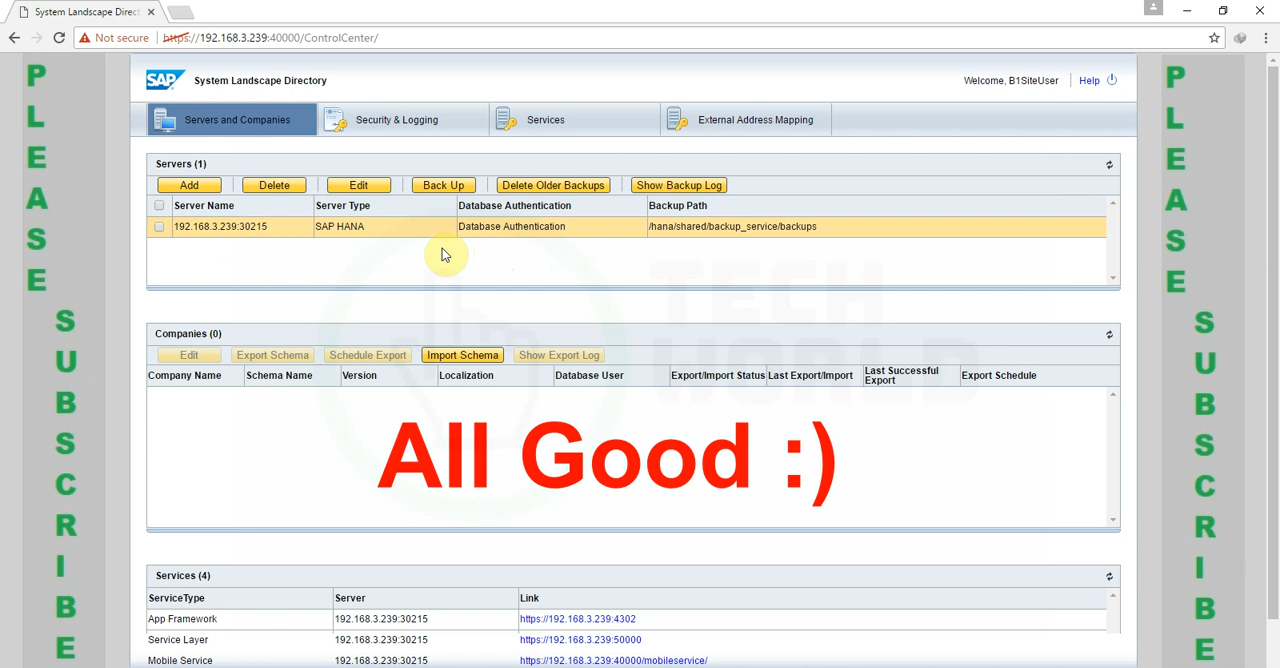 System Landscape Direct
Not secure https://192.168.3.239:40000/ControlCenter/
SAP System Landscape Directory
Welcome, B1SiteUser Help
Servers and Companies Security & Logging Services External Address Mapping
Servers (1)
Add Delete Edit Back Up Delete Older Backups Show Backup Log
Server Name Server Type Database Authentication Backup Path
192.168.3.239:30215 SAP HANA Database Authentication /hana/shared/backup_service/backups
TECH
WORLD
Companies (0)
Edit Export Schema Schedule Export Import Schema Show Export Log
Company Name Schema Name Version Localization Database User Export/Import Status Last Export/Import Last Successful Export Export Schedule
All Good :)
Services (4)
ServiceType Server Link
App Framework 192.168.3.239:30215 https://192.168.3.239:4302
Service Layer 192.168.3.239:30215 https://192.168.3.239:50000
Mobile Service 192.168.3.239:30215 https://192.168.3.239:40000/mobileservice/
PLEASE
SUBSCRIBE
PLEASE
SUBSCRIBE